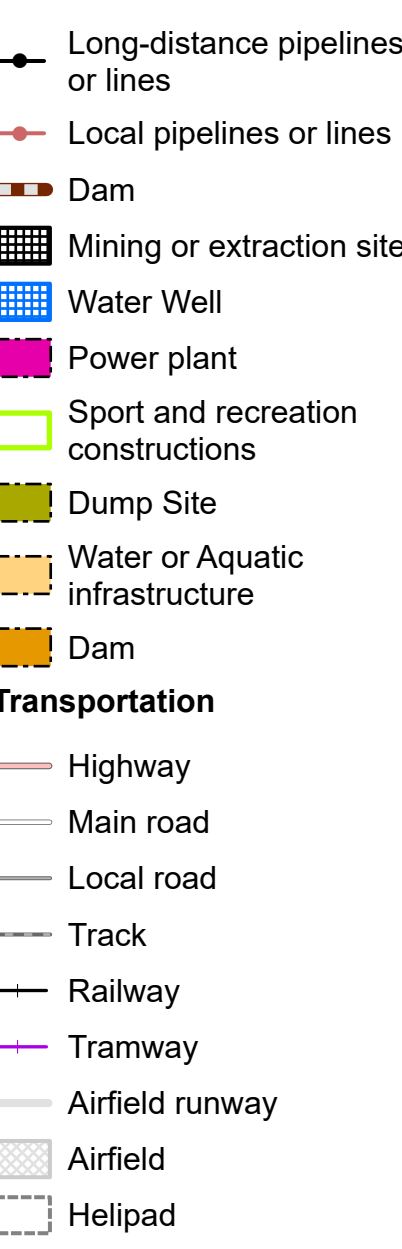 Long-distance pipelines
or lines
Local pipelines or lines
Dam
Mining or extraction site
Water Well
Power plant
Sport and recreation
constructions
Dump Site
Water or Aquatic
infrastructure
Dam
Transportation
Highway
Main road
Local road
Track
Railway
Tramway
Airfield runway
Airfield
Helipad